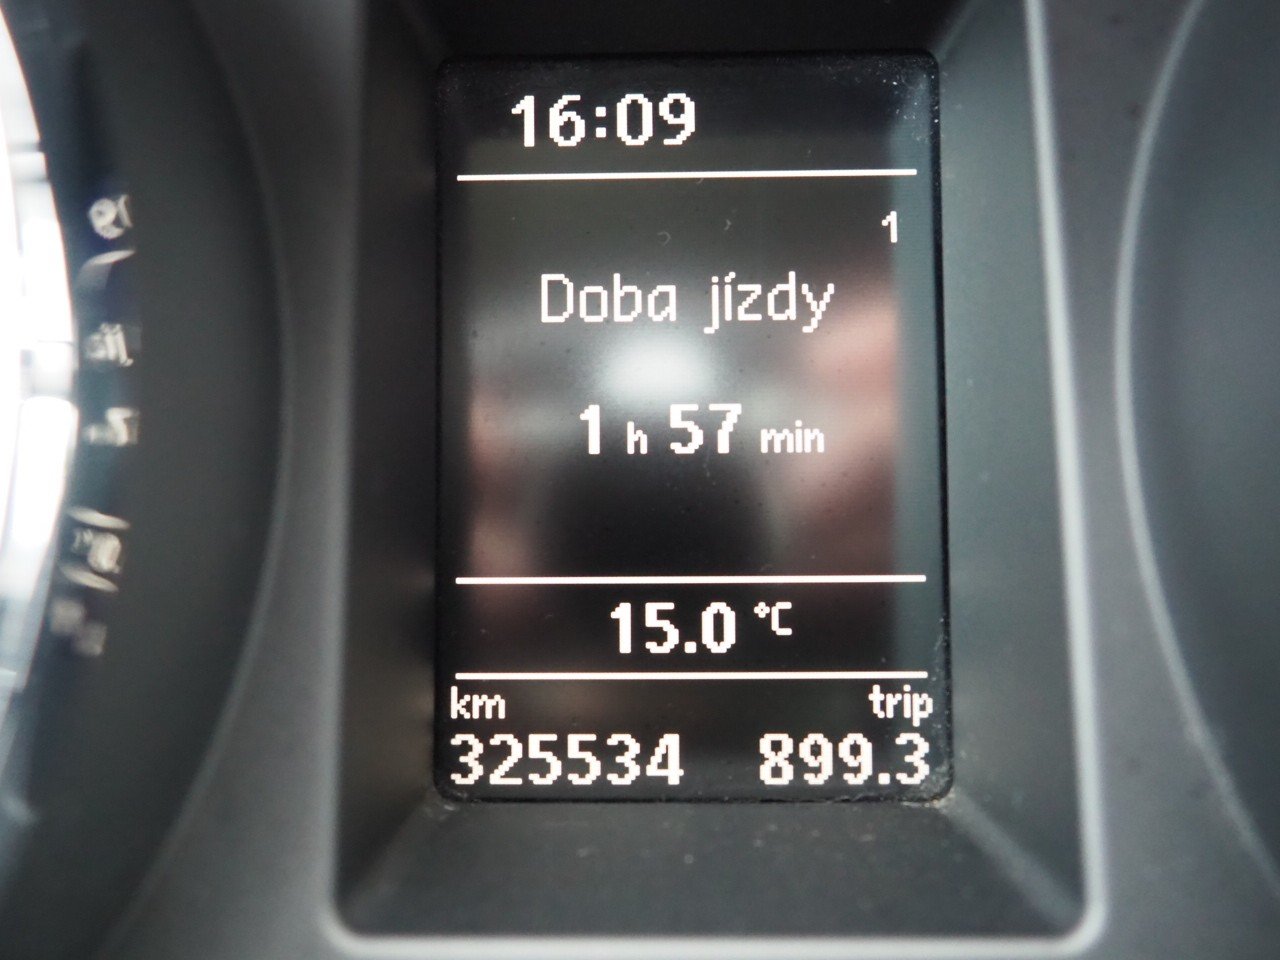 16:09
1
Doba jízdy
1 h 57 min
15.0 °C
km trip
325534 899.3